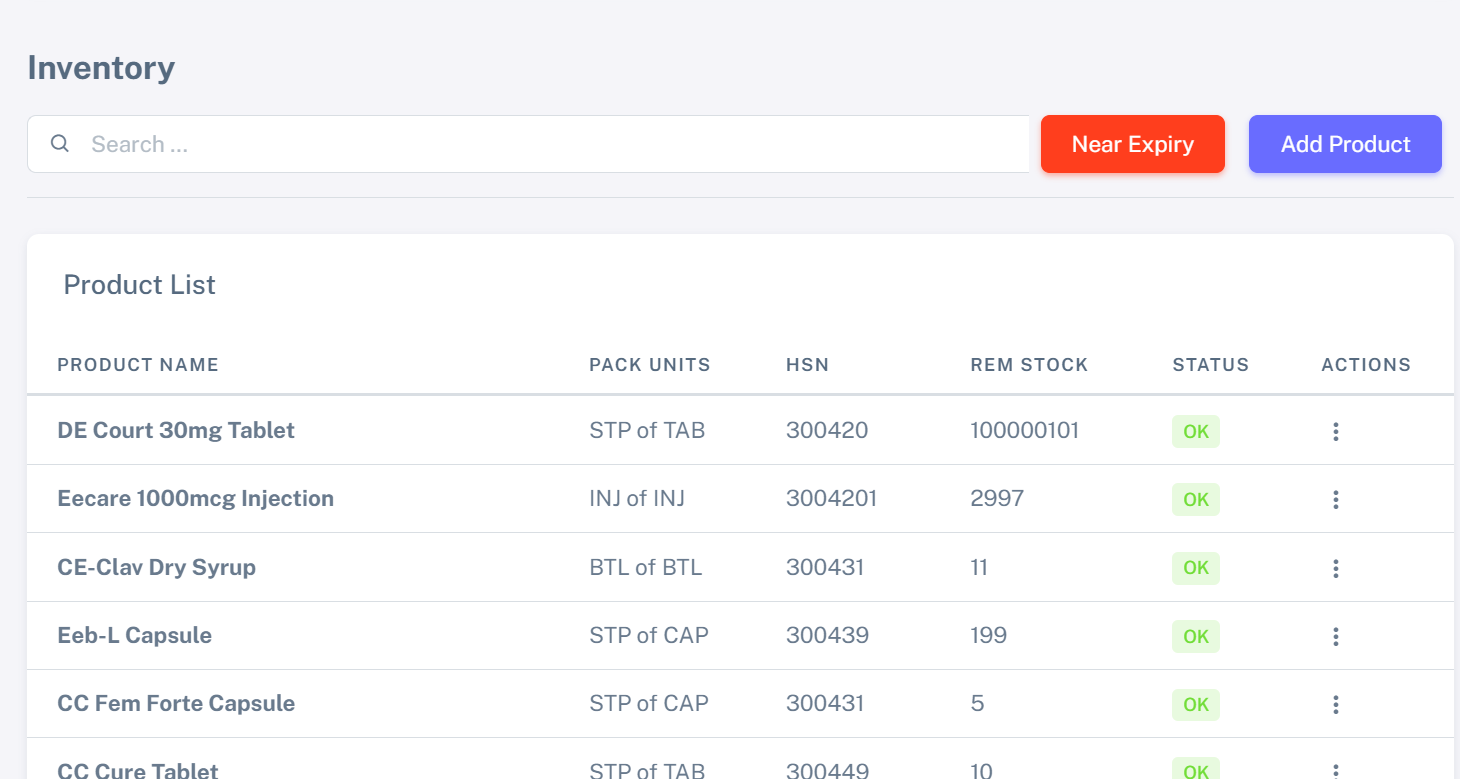 Inventory
Search ...
Near Expiry
Add Product
Product List
PRODUCT NAME PACK UNITS HSN REM STOCK STATUS ACTIONS
DE Court 30mg Tablet STP of TAB 300420 100000101 OK
Eecare 1000mcg Injection INJ of INJ 3004201 2997 OK
CE-Clav Dry Syrup BTL of BTL 300431 11 OK
Eeb-L Capsule STP of CAP 300439 199 OK
CC Fem Forte Capsule STP of CAP 300431 5 OK
CC Cure Tablet STP of TAB 300449 10 OK